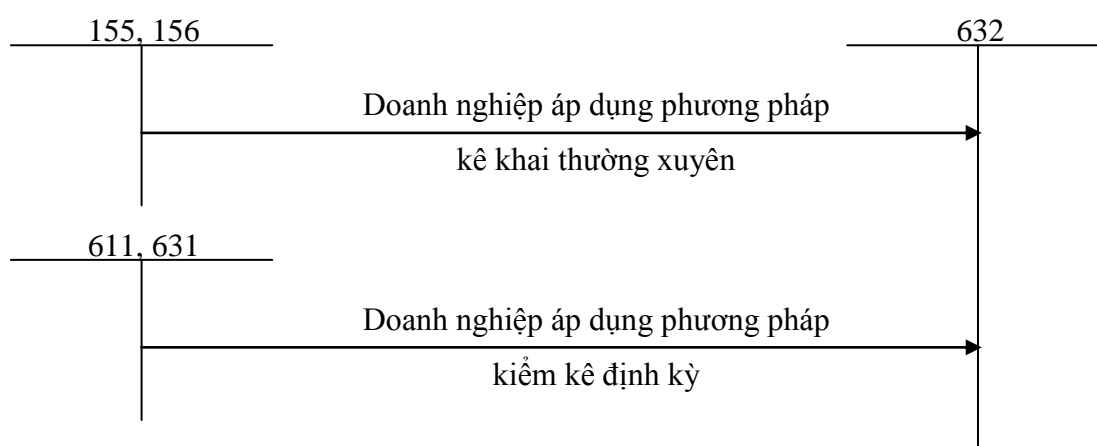 155, 156
632
Doanh nghiệp áp dụng phương pháp
kê khai thường xuyên
611, 631
Doanh nghiệp áp dụng phương pháp
kiểm kê định kỳ